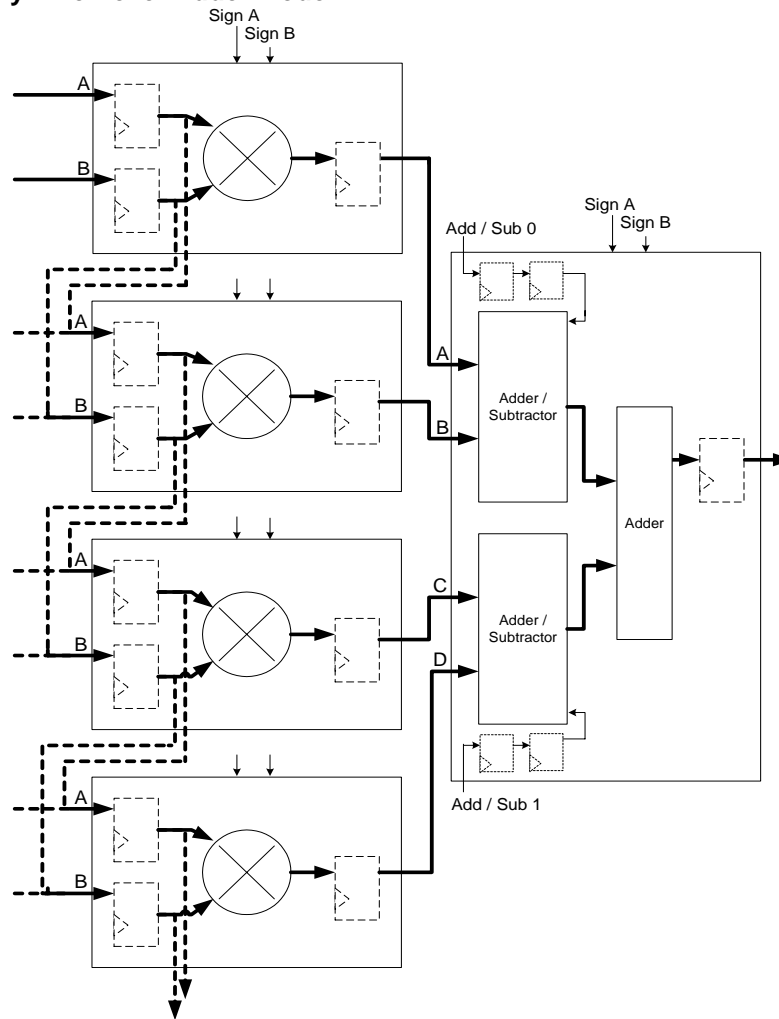 Sign A
Sign B
A
B
Sign A
Sign B
Add / Sub 0
A
B
A
B
Adder /
Subtractor
Adder
A
B
C
D
Adder /
Subtractor
Add / Sub 1
A
B